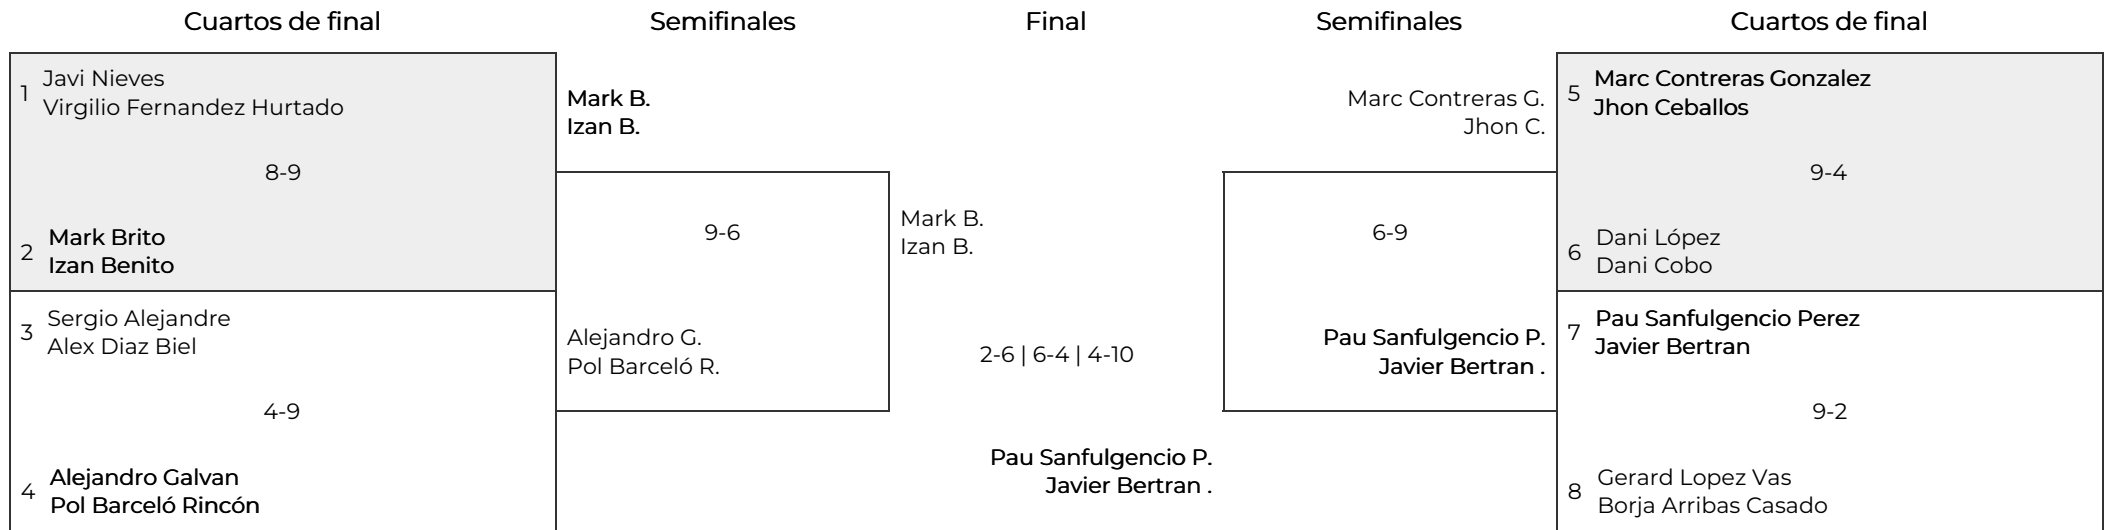 Cuartos de final
Semifinales
Final
Semifinales
Cuartos de final
1
Javi Nieves
Virgilio Fernandez Hurtado
8-9
2
Mark Brito
Izan Benito
3
Sergio Alejandre
Alex Diaz Biel
4-9
4
Alejandro Galvan
Pol Barceló Rincón
Mark B.
Izan B.
9-6
Alejandro G.
Pol Barceló R.
Mark B.
Izan B.
2-6 | 6-4 | 4-10
Pau Sanfulgencio P.
Javier Bertran .
Marc Contreras G.
Jhon C.
6-9
Pau Sanfulgencio P.
Javier Bertran .
5
Marc Contreras Gonzalez
Jhon Ceballos
9-4
6
Dani López
Dani Cobo
7
Pau Sanfulgencio Perez
Javier Bertran
9-2
8
Gerard Lopez Vas
Borja Arribas Casado